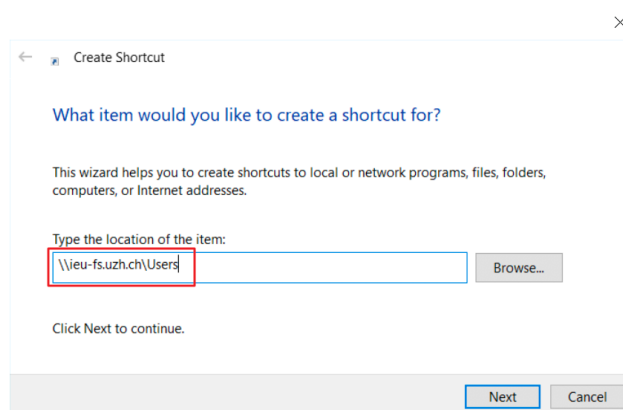 Create Shortcut
What item would you like to create a shortcut for?
This wizard helps you to create shortcuts to local or network programs, files, folders,
computers, or Internet addresses.
Type the location of the item:
\\ieu-fs.uzh.ch\Users
Browse...
Click Next to continue.
Next
Cancel